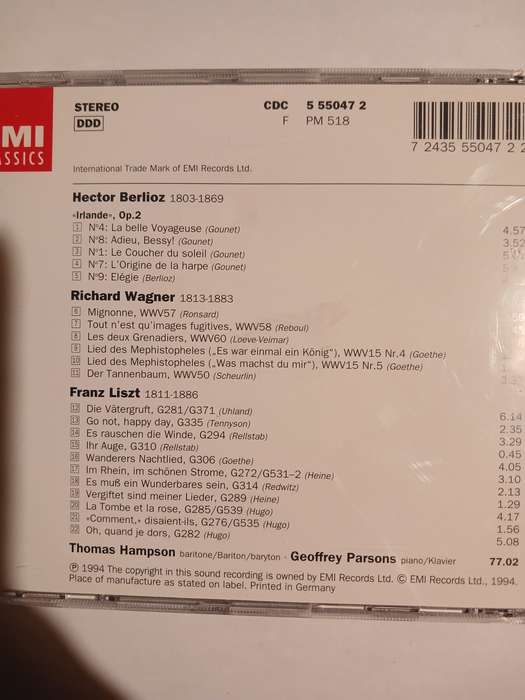 STEREO CDC 5 55047 2
DDD F PM 518
EMI
CLASSICS
7 24355 55047 2 2
International Trade Mark of EMI Records Ltd.
Hector Berlioz 1803-1869
«Irlande», Op.2
1 Nº4: La belle Voyageuse (Gounet) 4.57
2 Nº8: Adieu, Bessy! (Gounet) 3.52
3 Nº1: Le Coucher du soleil (Gounet)
4 Nº7: L'Origine de la harpe (Gounet)
5 Nº9: Elégie (Berlioz)
Richard Wagner 1813-1883
6 Mignonne, WWV57 (Ronsard)
7 Tout n'est qu'images fugitives, WWV58 (Reboul)
8 Les deux Grenadiers, WWV60 (Loeve-Veimar)
9 Lied des Mephistopheles („Es war einmal ein König"), WWV15 Nr.4 (Goethe)
10 Lied des Mephistopheles („Was machst du mir"), WWV15 Nr.5 (Goethe)
11 Der Tannenbaum, WWV50 (Scheurlin)
Franz Liszt 1811-1886
12 Die Vätergruft, G281/G371 (Uhland) 6.14
13 Go not, happy day, G335 (Tennyson) 2.35
14 Es rauschen die Winde, G294 (Rellstab) 3.29
15 Ihr Auge, G310 (Rellstab) 0.45
16 Wanderers Nachtlied, G306 (Goethe) 4.05
17 Im Rhein, im schönen Strome, G272/G531-2 (Heine) 3.10
18 Es muß ein Wunderbares sein, G314 (Redwitz) 2.13
19 Vergiftet sind meiner Lieder, G289 (Heine) 1.29
20 La Tombe et la rose, G285/G539 (Hugo) 4.17
21 «Comment,» disaient-ils, G276/G535 (Hugo) 1.56
22 Oh, quand je dors, G282 (Hugo) 5.08
Thomas Hampson baritone/Bariton/baryton · Geoffrey Parsons piano/Klavier 77.02
℗ 1994 The copyright in this sound recording is owned by EMI Records Ltd. © EMI Records Ltd., 1994.
Place of manufacture as stated on label. Printed in Germany